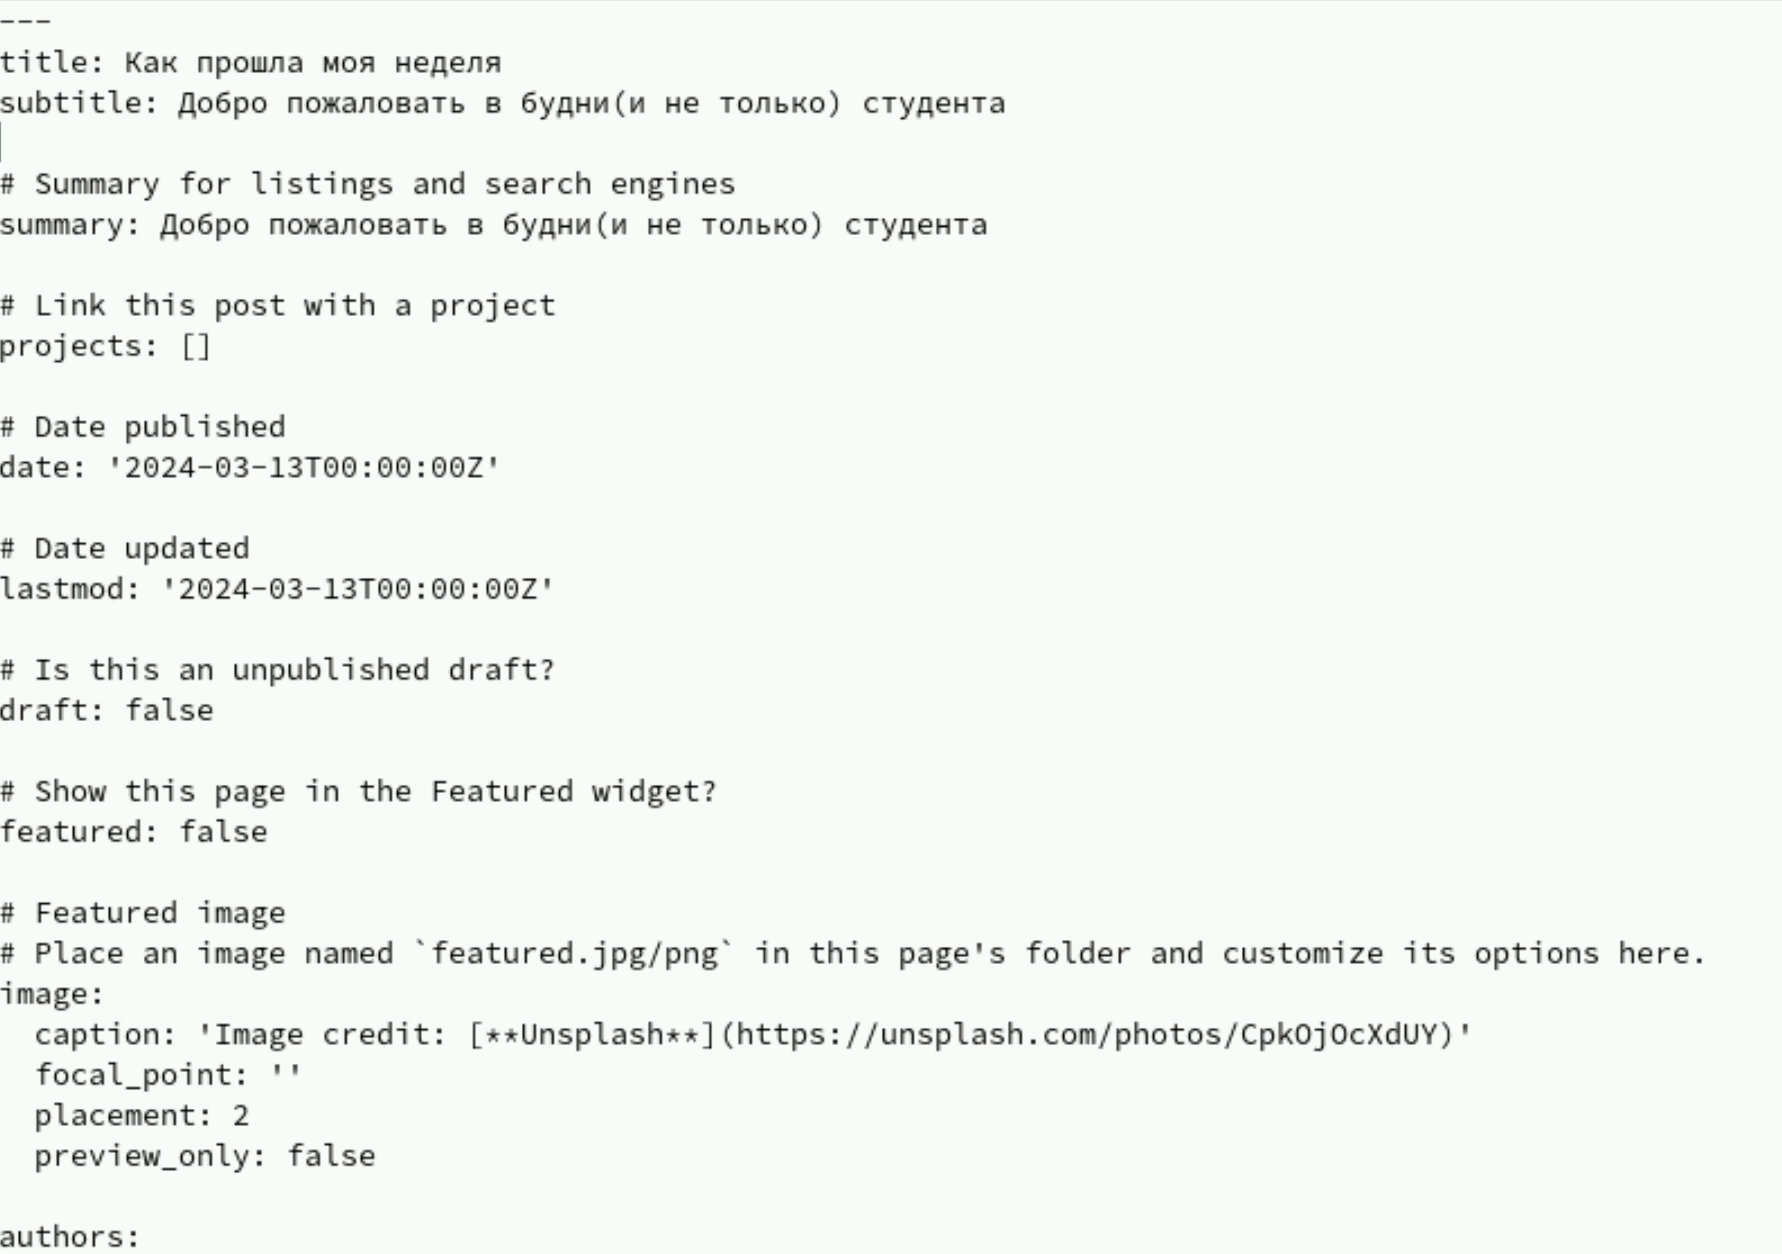 ---
title: Как прошла моя неделя
subtitle: Добро пожаловать в будни(и не только) студента
# Summary for listings and search engines
summary: Добро пожаловать в будни(и не только) студента
# Link this post with a project
projects: []
# Date published
date: '2024-03-13T00:00:00Z'
# Date updated
lastmod: '2024-03-13T00:00:00Z'
# Is this an unpublished draft?
draft: false
# Show this page in the Featured widget?
featured: false
# Featured image
# Place an image named `featured.jpg/png` in this page's folder and customize its options here.
image:
  caption: 'Image credit: [**Unsplash**](https://unsplash.com/photos/CpkOjOcXdUY)'
  focal_point: ''
  placement: 2
  preview_only: false
authors: